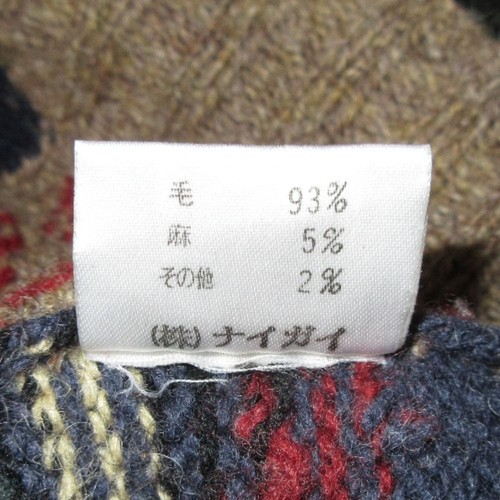 毛 93%
麻 5%
その他 2%
(株)ナイガイ